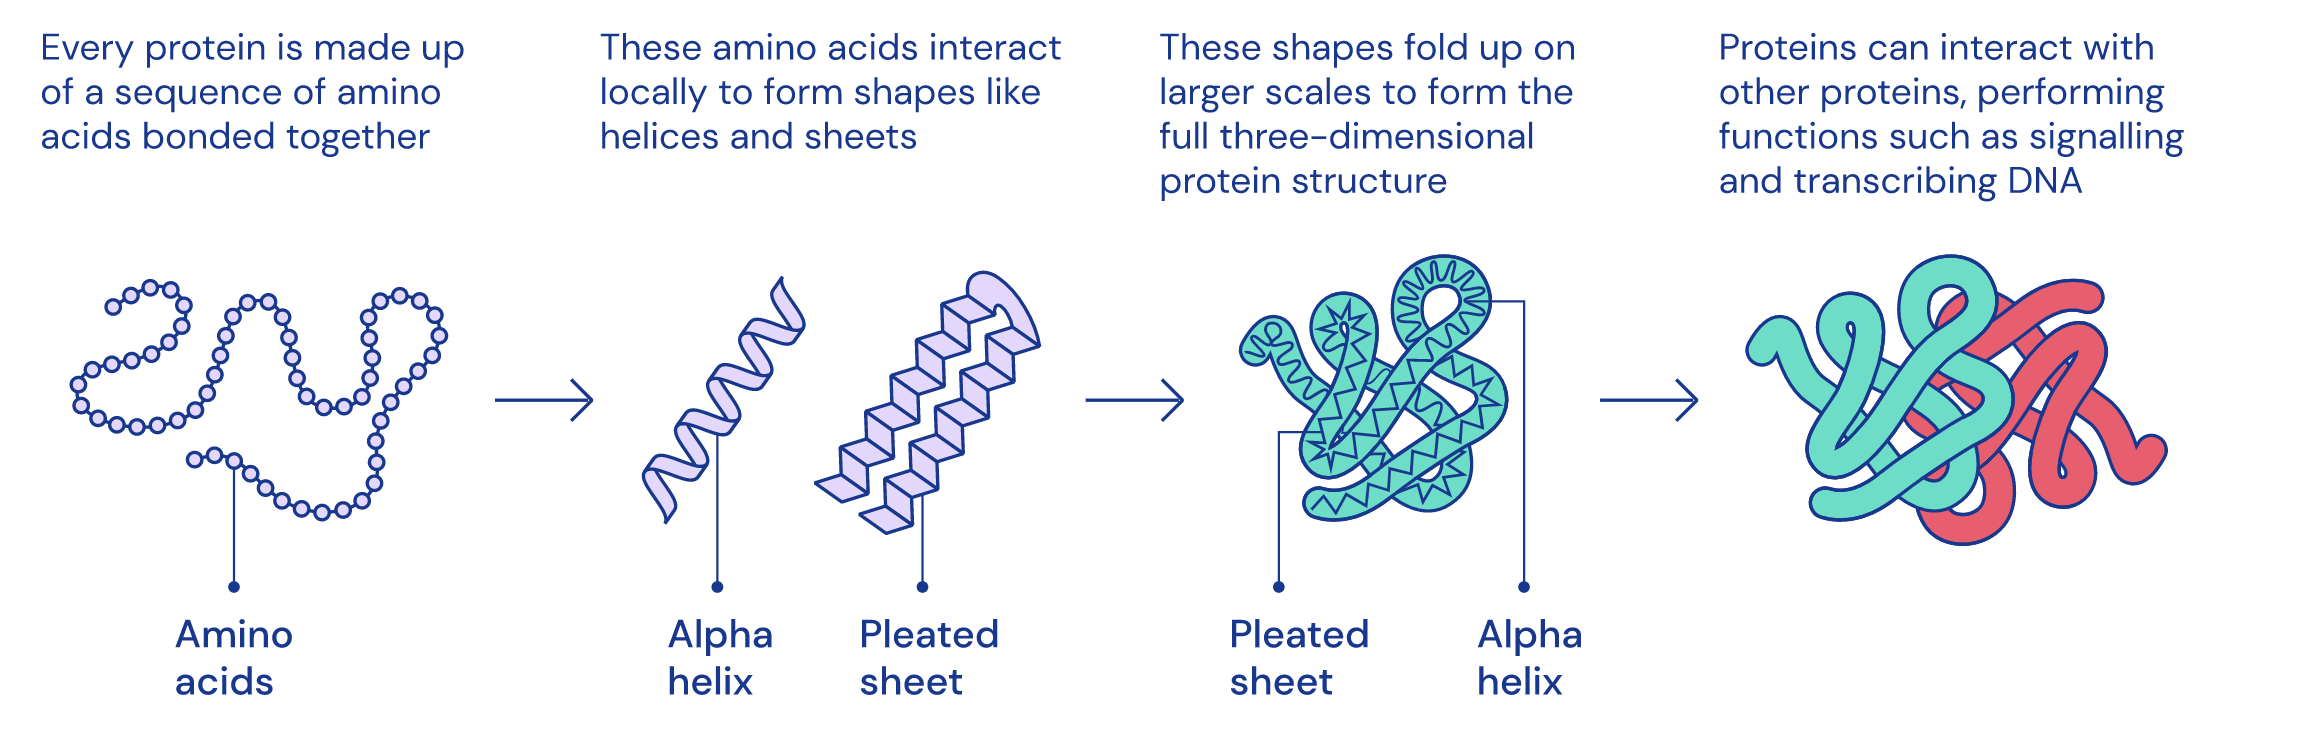 Every protein is made up
of a sequence of amino
acids bonded together
These amino acids interact
locally to form shapes like
helices and sheets
These shapes fold up on
larger scales to form the
full three-dimensional
protein structure
Proteins can interact with
other proteins, performing
functions such as signalling
and transcribing DNA
Amino
acids
Alpha
helix
Pleated
sheet
Pleated
sheet
Alpha
helix